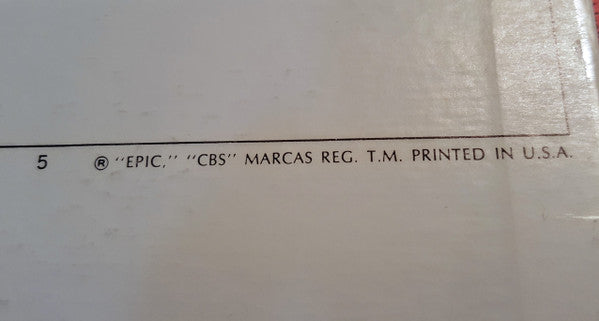 5 ® "EPIC," "CBS" MARCAS REG. T.M. PRINTED IN U.S.A.